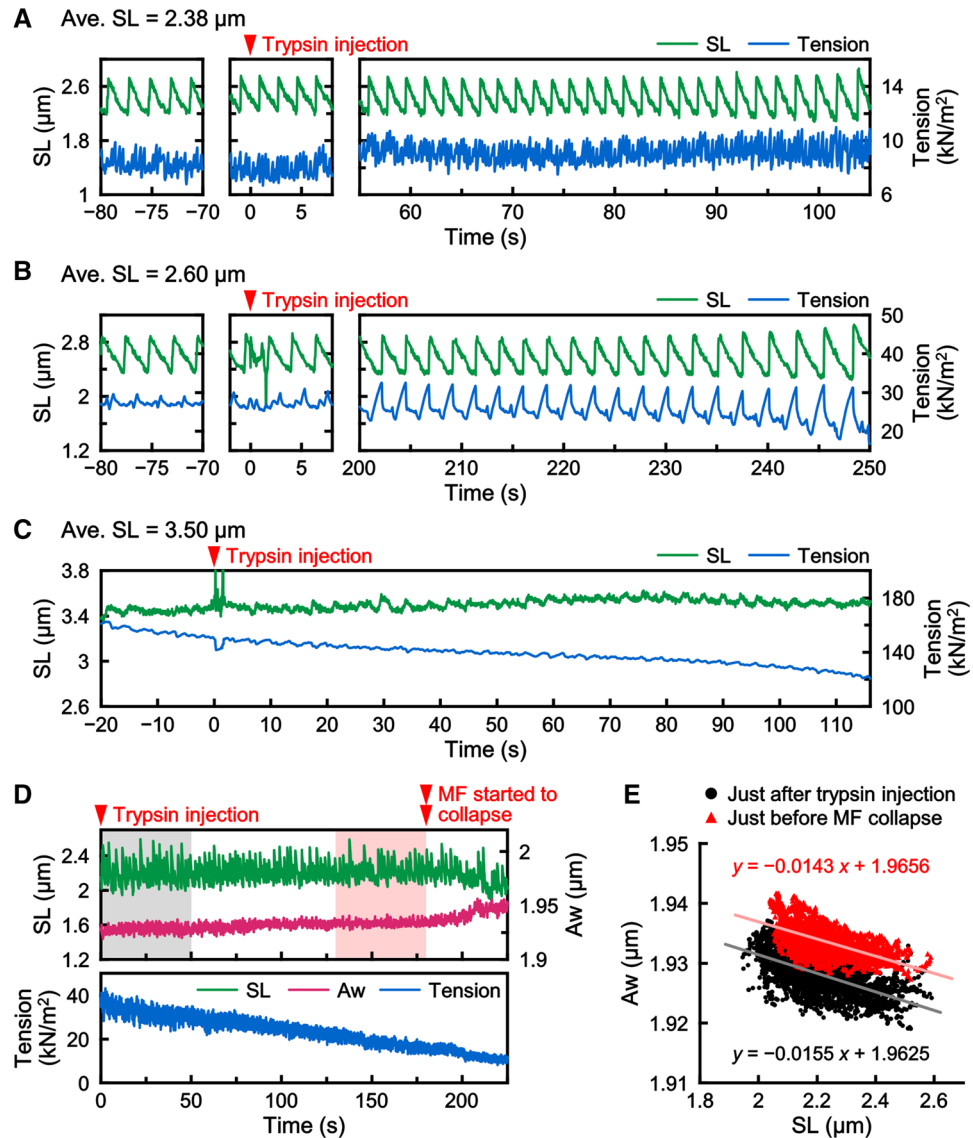 A Ave. SL = 2.38 μm
Trypsin injection SL Tension
2.6 14
1.8 10
1 6
SL (μm)
Tension
(kN/m²)
−80 −75 −70 0 5 60 70 80 90 100
Time (s)
B Ave. SL = 2.60 μm
Trypsin injection SL Tension
50
2.8 40
2 30
20
1.2
SL (μm)
Tension
(kN/m²)
−80 −75 −70 0 5 200 210 220 230 240 250
Time (s)
C Ave. SL = 3.50 μm
Trypsin injection SL Tension
3.8
180
3.4
140
3
2.6 100
SL (μm)
Tension
(kN/m²)
−20 −10 0 10 20 30 40 50 60 70 80 90 100 110
Time (s)
D
Trypsin injection
MF started to
collapse
2.4 2
2
1.95
1.6
1.2 1.9
SL (μm)
Aw (μm)
SL Aw Tension
40
20
0
Tension
(kN/m²)
0 50 100 150 200
Time (s)
E
Just after trypsin injection
Just before MF collapse
1.95
y = −0.0143 x + 1.9656
1.94
1.93
1.92
y = −0.0155 x + 1.9625
1.91
Aw (μm)
1.8 2 2.2 2.4 2.6 2.8
SL (μm)